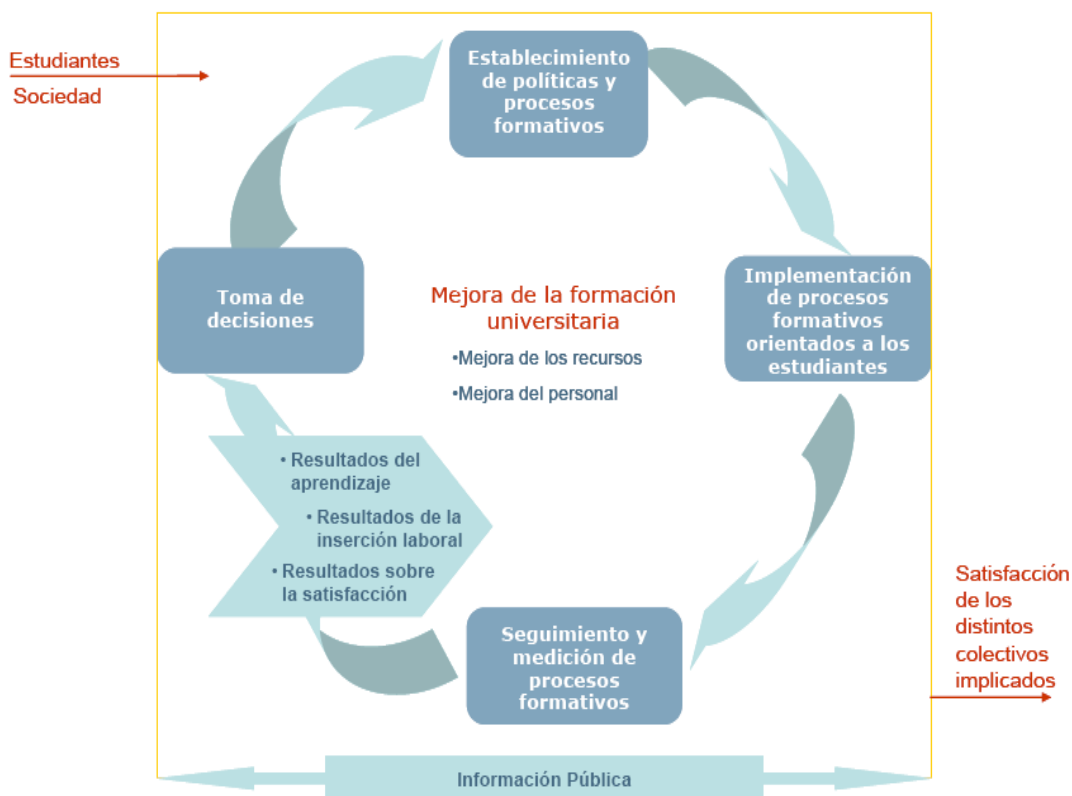 Estudiantes
Sociedad
Establecimiento
de políticas y
procesos
formativos
Toma de
decisiones
Mejora de la formación
universitaria
•Mejora de los recursos
•Mejora del personal
Implementación
de procesos
formativos
orientados a los
estudiantes
• Resultados del
aprendizaje
• Resultados de la
inserción laboral
• Resultados sobre
la satisfacción
Seguimiento y
medición de
procesos
formativos
Satisfacción
de los
distintos
colectivos
implicados
Información Pública